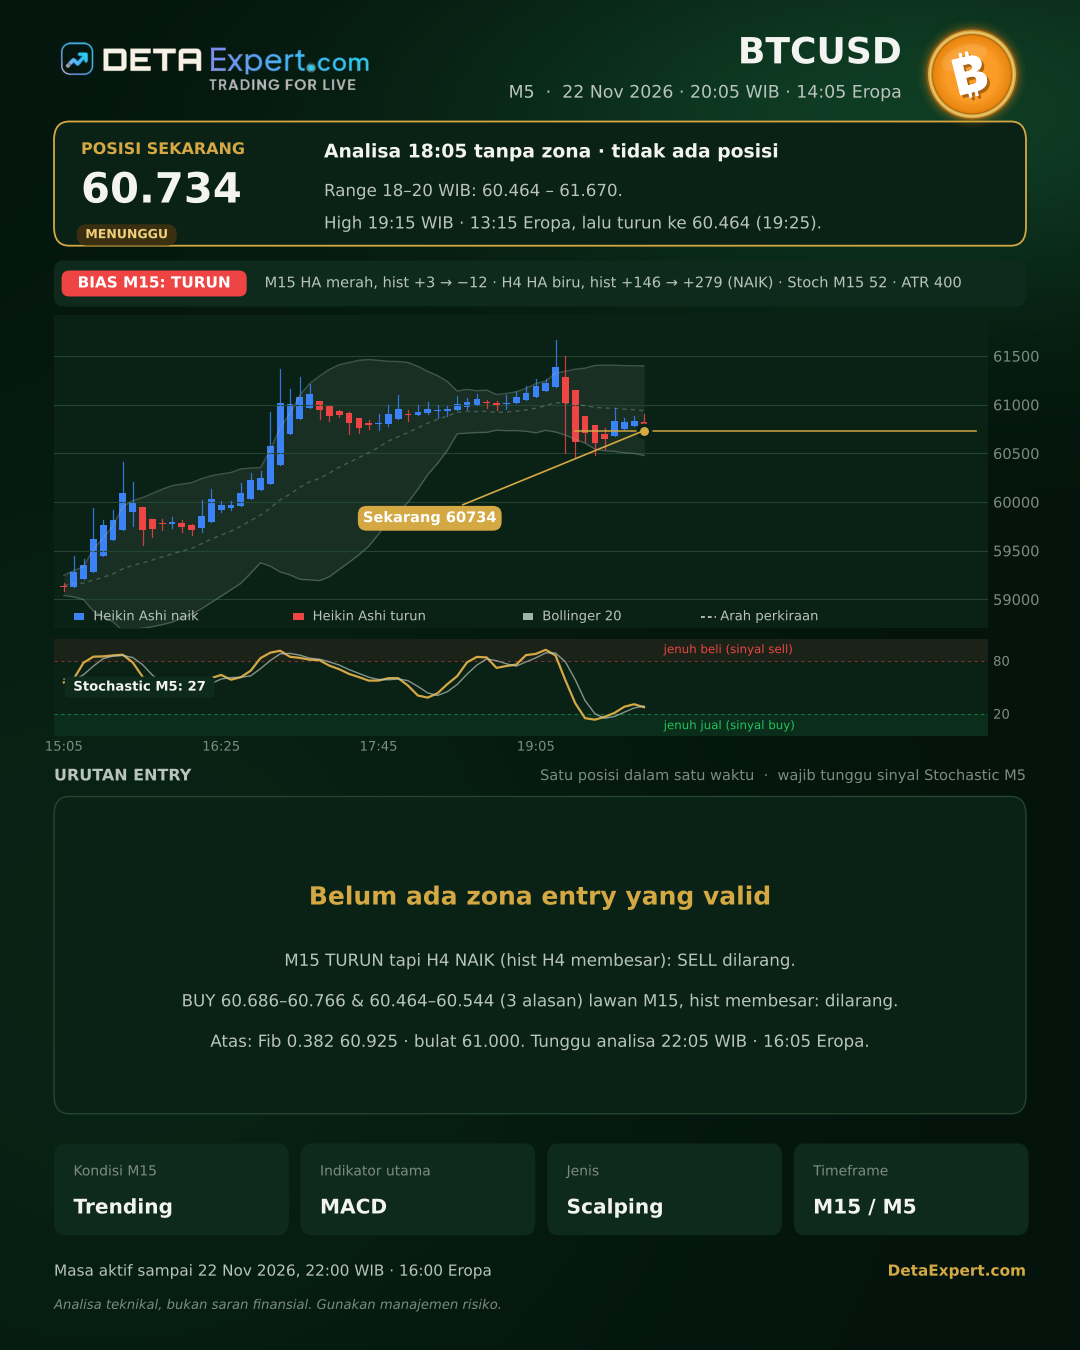 DETA Expert.com
TRADING FOR LIVE
BTCUSD
M5 · 22 Nov 2026 · 20:05 WIB · 14:05 Eropa
POSISI SEKARANG
60.734
MENUNGGU
Analisa 18:05 tanpa zona · tidak ada posisi
Range 18–20 WIB: 60.464 – 61.670.
High 19:15 WIB · 13:15 Eropa, lalu turun ke 60.464 (19:25).
BIAS M15: TURUN
M15 HA merah, hist +3 → −12 · H4 HA biru, hist +146 → +279 (NAIK) · Stoch M15 52 · ATR 400
61500
61000
60500
60000
59500
59000
Sekarang 60734
Heikin Ashi naik
Heikin Ashi turun
Bollinger 20
Arah perkiraan
jenuh beli (sinyal sell)
80
Stochastic M5: 27
20
jenuh jual (sinyal buy)
15:05 16:25 17:45 19:05
URUTAN ENTRY
Satu posisi dalam satu waktu · wajib tunggu sinyal Stochastic M5
Belum ada zona entry yang valid
M15 TURUN tapi H4 NAIK (hist H4 membesar): SELL dilarang.
BUY 60.686–60.766 & 60.464–60.544 (3 alasan) lawan M15, hist membesar: dilarang.
Atas: Fib 0.382 60.925 · bulat 61.000. Tunggu analisa 22:05 WIB · 16:05 Eropa.
Kondisi M15
Trending
Indikator utama
MACD
Jenis
Scalping
Timeframe
M15 / M5
Masa aktif sampai 22 Nov 2026, 22:00 WIB · 16:00 Eropa
DetaExpert.com
Analisa teknikal, bukan saran finansial. Gunakan manajemen risiko.